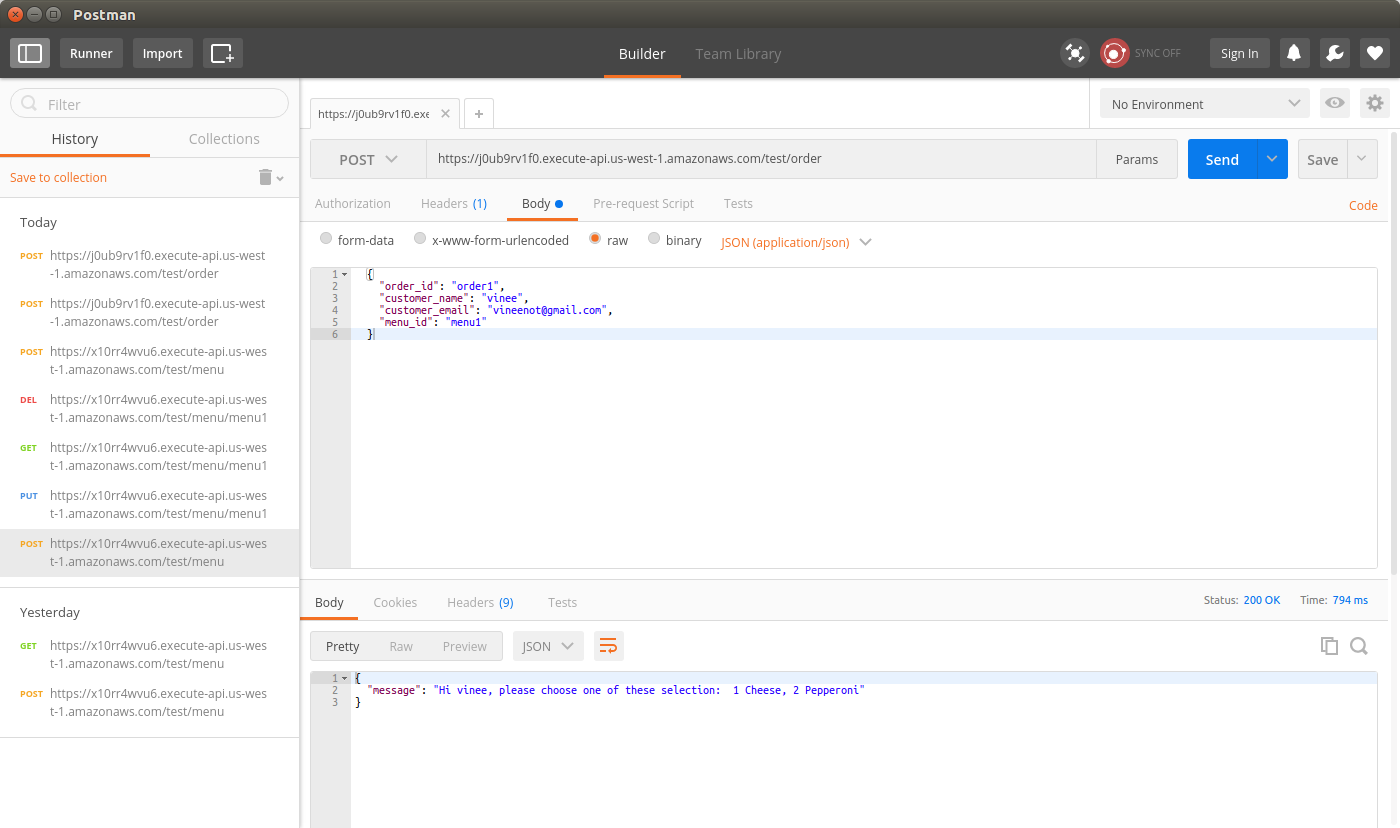 Postman
Runner
Import
Builder
Team Library
SYNC OFF
Sign In
Filter
History
Collections
Save to collection
Today
POST https://j0ub9rv1f0.execute-api.us-west
-1.amazonaws.com/test/order
POST https://j0ub9rv1f0.execute-api.us-west
-1.amazonaws.com/test/order
POST https://x10rr4wvu6.execute-api.us-wes
t-1.amazonaws.com/test/menu
DEL https://x10rr4wvu6.execute-api.us-wes
t-1.amazonaws.com/test/menu/menu1
GET https://x10rr4wvu6.execute-api.us-wes
t-1.amazonaws.com/test/menu/menu1
PUT https://x10rr4wvu6.execute-api.us-wes
t-1.amazonaws.com/test/menu/menu1
POST https://x10rr4wvu6.execute-api.us-wes
t-1.amazonaws.com/test/menu
Yesterday
GET https://x10rr4wvu6.execute-api.us-wes
t-1.amazonaws.com/test/menu
POST https://x10rr4wvu6.execute-api.us-wes
t-1.amazonaws.com/test/menu
https://j0ub9rv1f0.exe
No Environment
POST
https://j0ub9rv1f0.execute-api.us-west-1.amazonaws.com/test/order
Params
Send
Save
Authorization
Headers (1)
Body
Pre-request Script
Tests
Code
form-data
x-www-form-urlencoded
raw
binary
JSON (application/json)
1 {
2 "order_id": "order1",
3 "customer_name": "vinee",
4 "customer_email": "vineenot@gmail.com",
5 "menu_id": "menu1"
6 }
Body
Cookies
Headers (9)
Tests
Status: 200 OK
Time: 794 ms
Pretty
Raw
Preview
JSON
1 {
2 "message": "Hi vinee, please choose one of these selection:  1 Cheese, 2 Pepperoni"
3 }